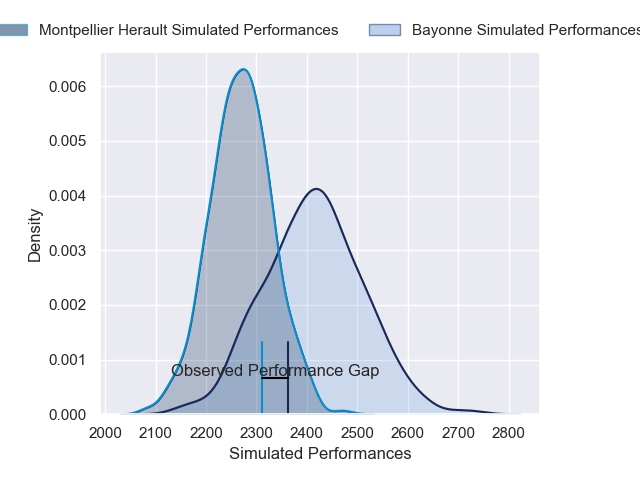 Montpellier Herault Simulated Performances
Bayonne Simulated Performances
0.006
0.005
0.004
0.003
0.002
0.001
0.000
Density
Observed Performance Gap
2000 2100 2200 2300 2400 2500 2600 2700 2800
Simulated Performances